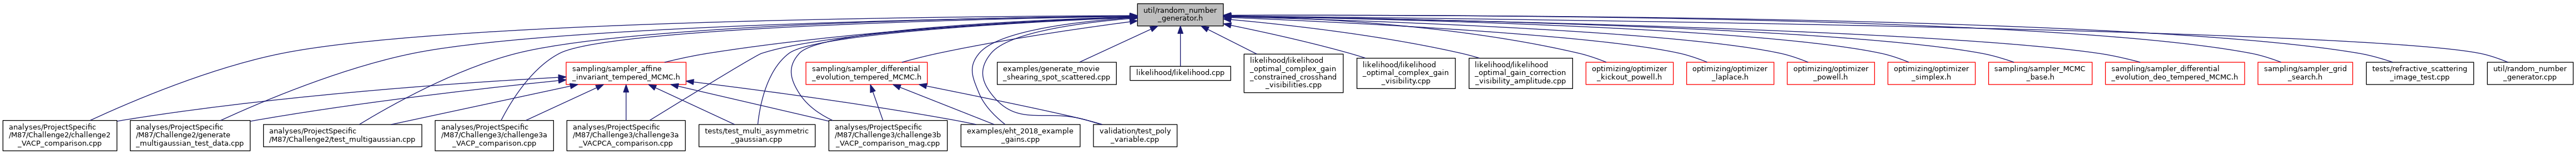 util/random_number
_generator.h
sampling/sampler_affine
_invariant_tempered_MCMC.h
sampling/sampler_differential
_evolution_tempered_MCMC.h
examples/generate_movie
_shearing_spot_scattered.cpp
likelihood/likelihood.cpp
likelihood/likelihood
_optimal_complex_gain
_constrained_crosshand
_visibilities.cpp
likelihood/likelihood
_optimal_complex_gain
_visibility.cpp
likelihood/likelihood
_optimal_gain_correction
_visibility_amplitude.cpp
optimizing/optimizer
_kickout_powell.h
optimizing/optimizer
_laplace.h
optimizing/optimizer
_powell.h
optimizing/optimizer
_simplex.h
sampling/sampler_MCMC
_base.h
sampling/sampler_differential
_evolution_deo_tempered_MCMC.h
sampling/sampler_grid
_search.h
tests/refractive_scattering
_image_test.cpp
util/random_number
_generator.cpp
analyses/ProjectSpecific
/M87/Challenge2/challenge2
_VACP_comparison.cpp
analyses/ProjectSpecific
/M87/Challenge2/generate
_multigaussian_test_data.cpp
analyses/ProjectSpecific
/M87/Challenge2/test_multigaussian.cpp
analyses/ProjectSpecific
/M87/Challenge3/challenge3a
_VACP_comparison.cpp
analyses/ProjectSpecific
/M87/Challenge3/challenge3a
_VACPCA_comparison.cpp
tests/test_multi_asymmetric
_gaussian.cpp
analyses/ProjectSpecific
/M87/Challenge3/challenge3b
_VACP_comparison_mag.cpp
examples/eht_2018_example
_gains.cpp
validation/test_poly
_variable.cpp